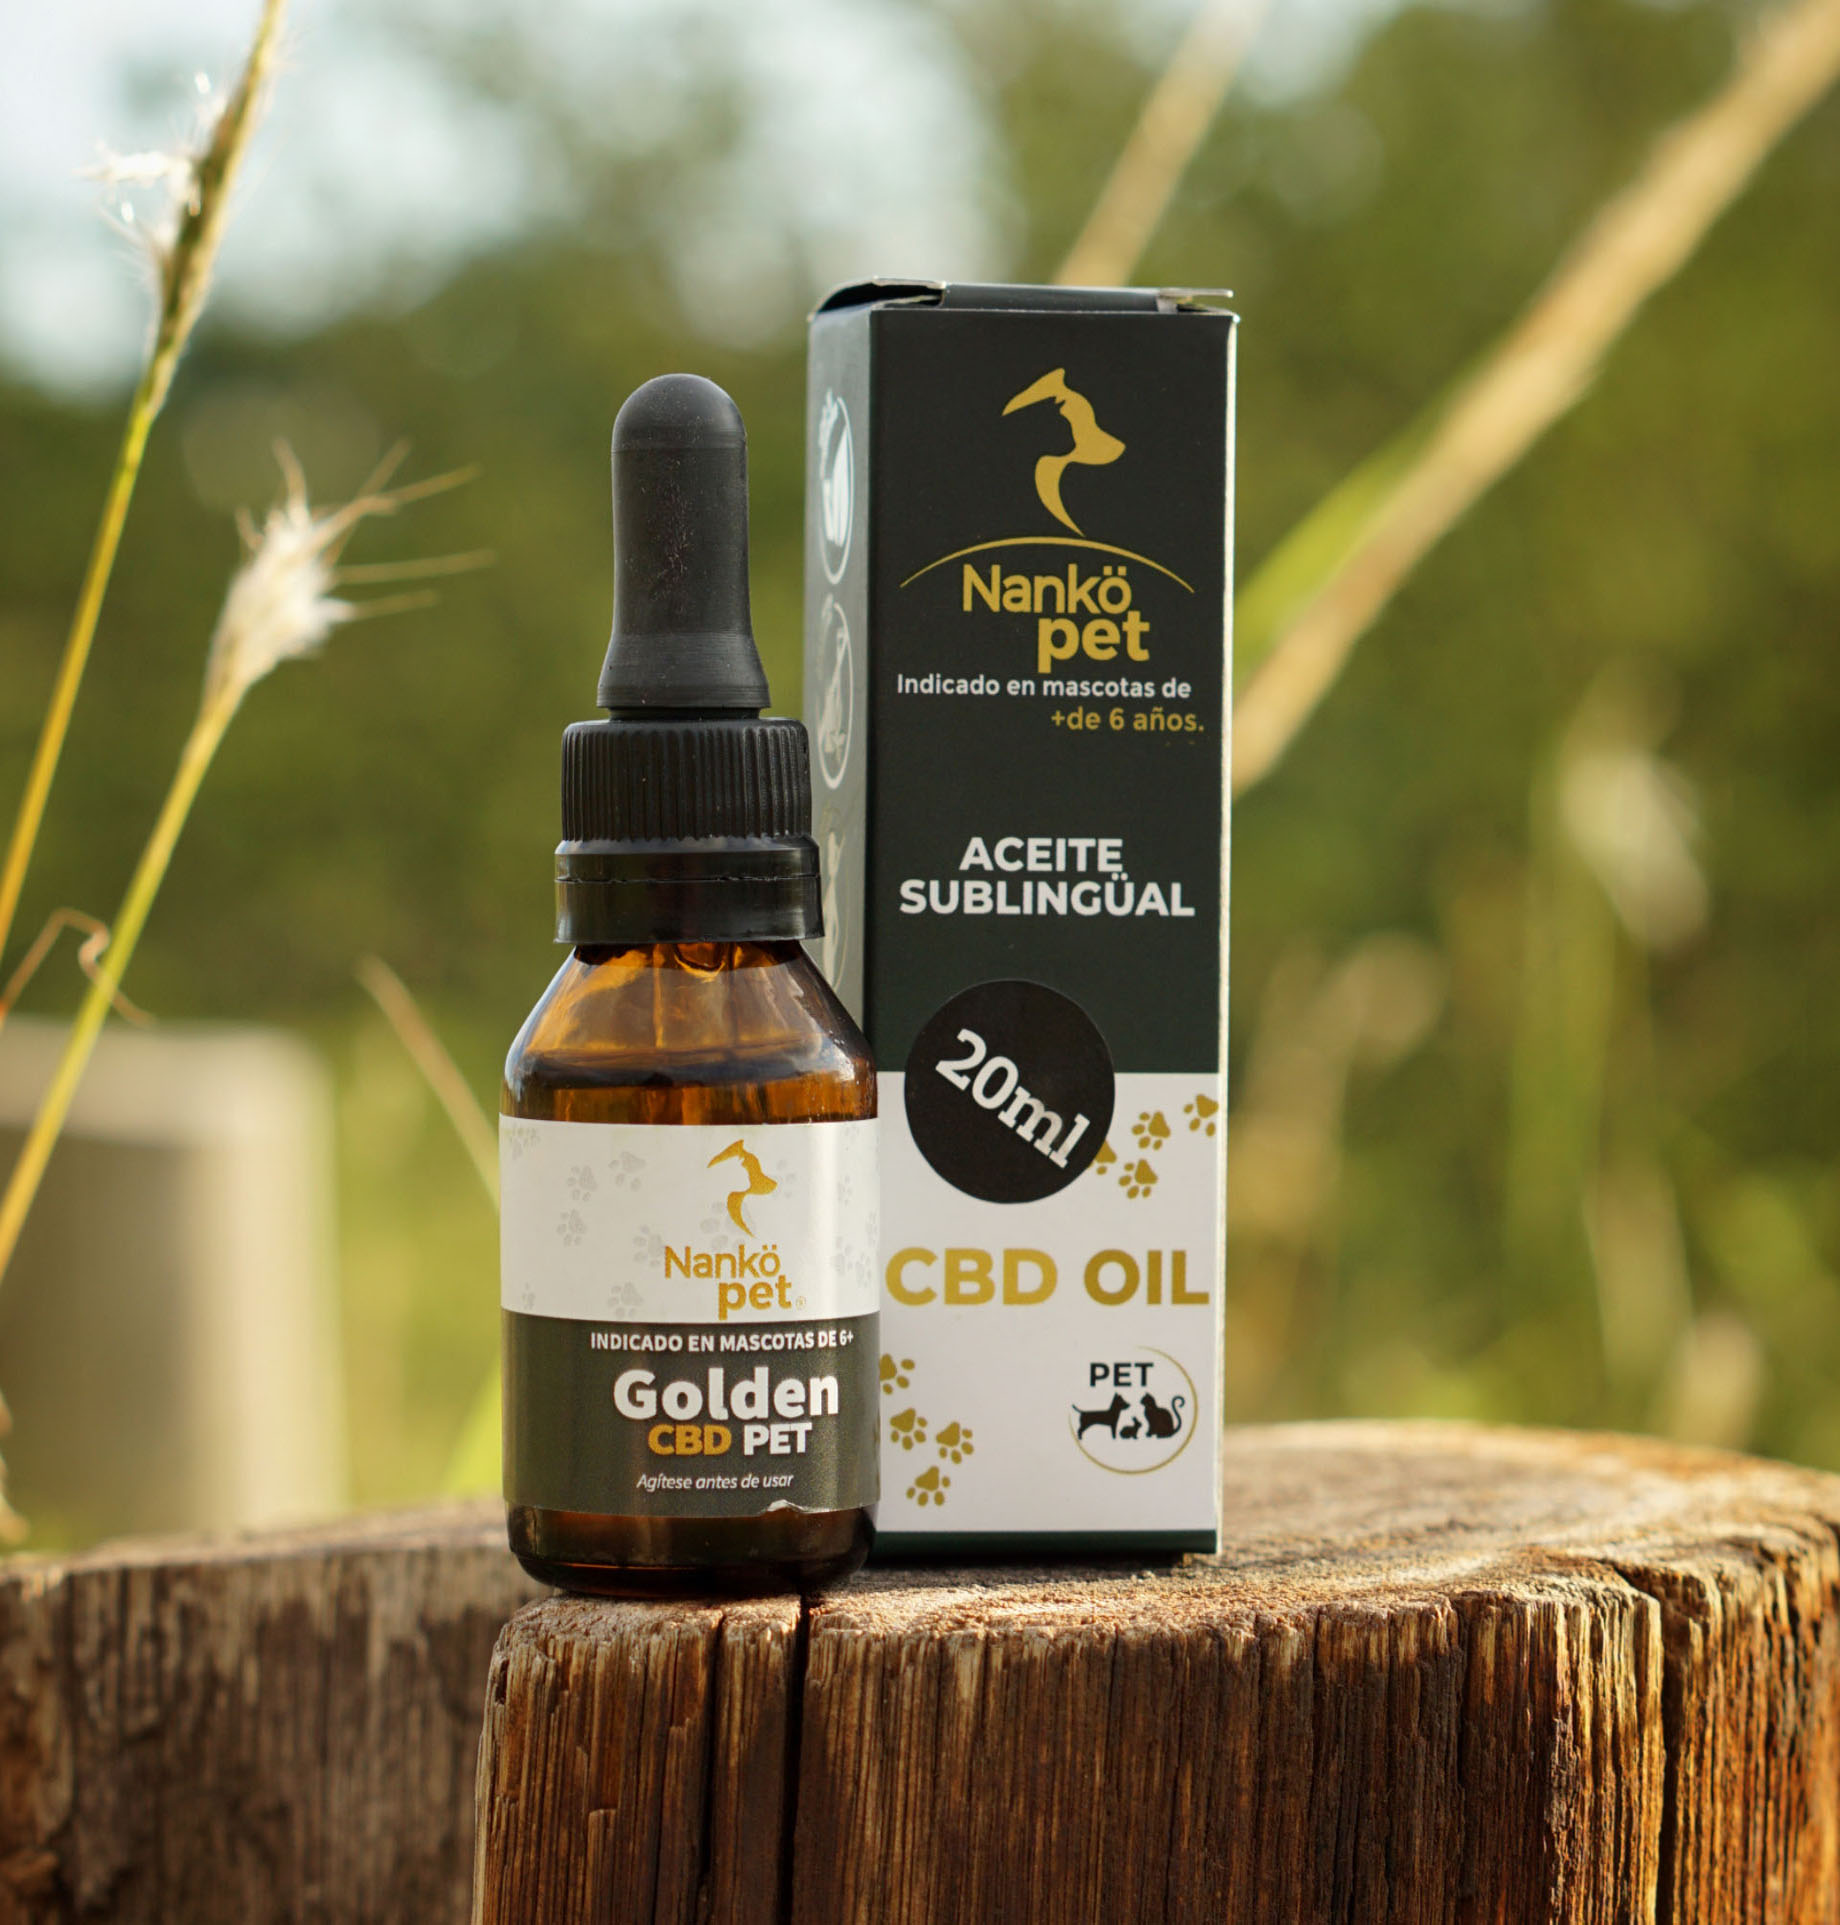 Nankö
pet
Indicado en mascotas de
+de 6 años.
ACEITE
SUBLINGÜAL
20ml
CBD OIL
PET
Nankö
pet
INDICADO EN MASCOTAS DE 6+
Golden
CBD PET
Agítese antes de usar